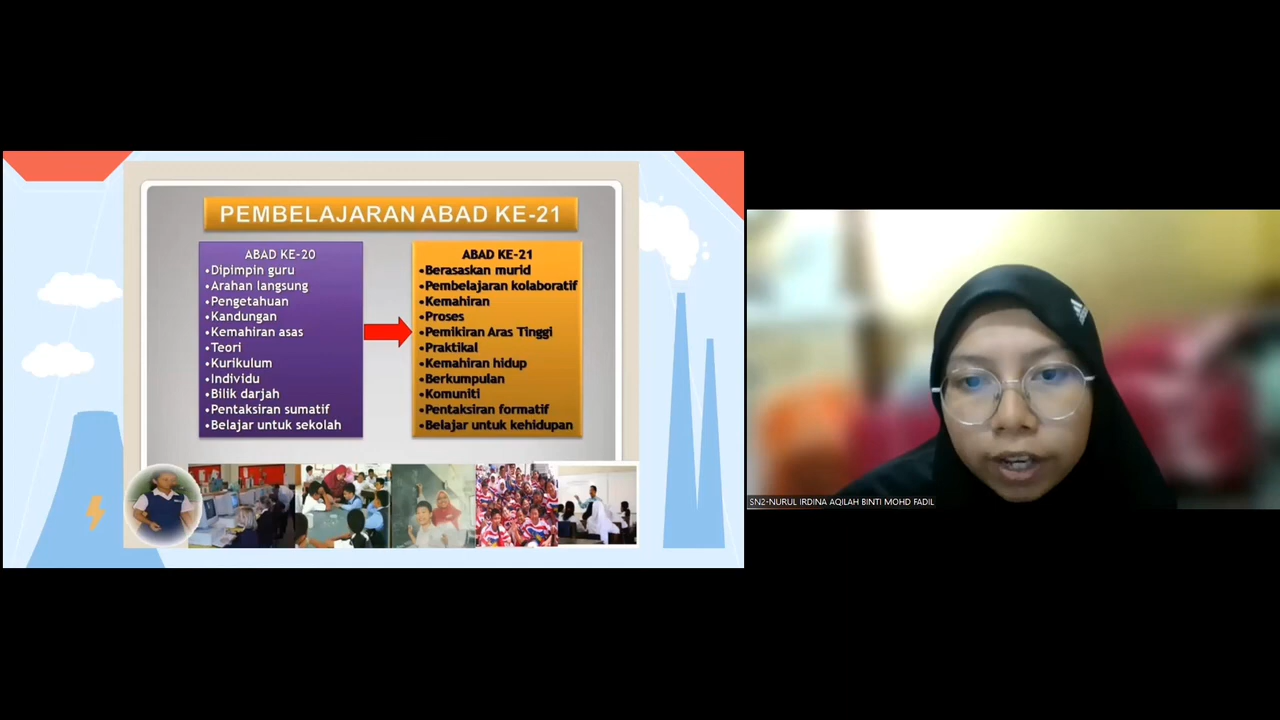 PEMBELAJARAN ABAD KE-21
ABAD KE-20
•Dipimpin guru
•Arahan langsung
•Pengetahuan
•Kandungan
•Kemahiran asas
•Teori
•Kurikulum
•Individu
•Bilik darjah
•Pentaksiran sumatif
•Belajar untuk sekolah
ABAD KE-21
•Berasaskan murid
•Pembelajaran kolaboratif
•Kemahiran
•Proses
•Pemikiran Aras Tinggi
•Praktikal
•Kemahiran hidup
•Berkumpulan
•Komuniti
•Pentaksiran formatif
•Belajar untuk kehidupan
SN2-NURUL IRDINA AQILAH BINTI MOHD FADIL